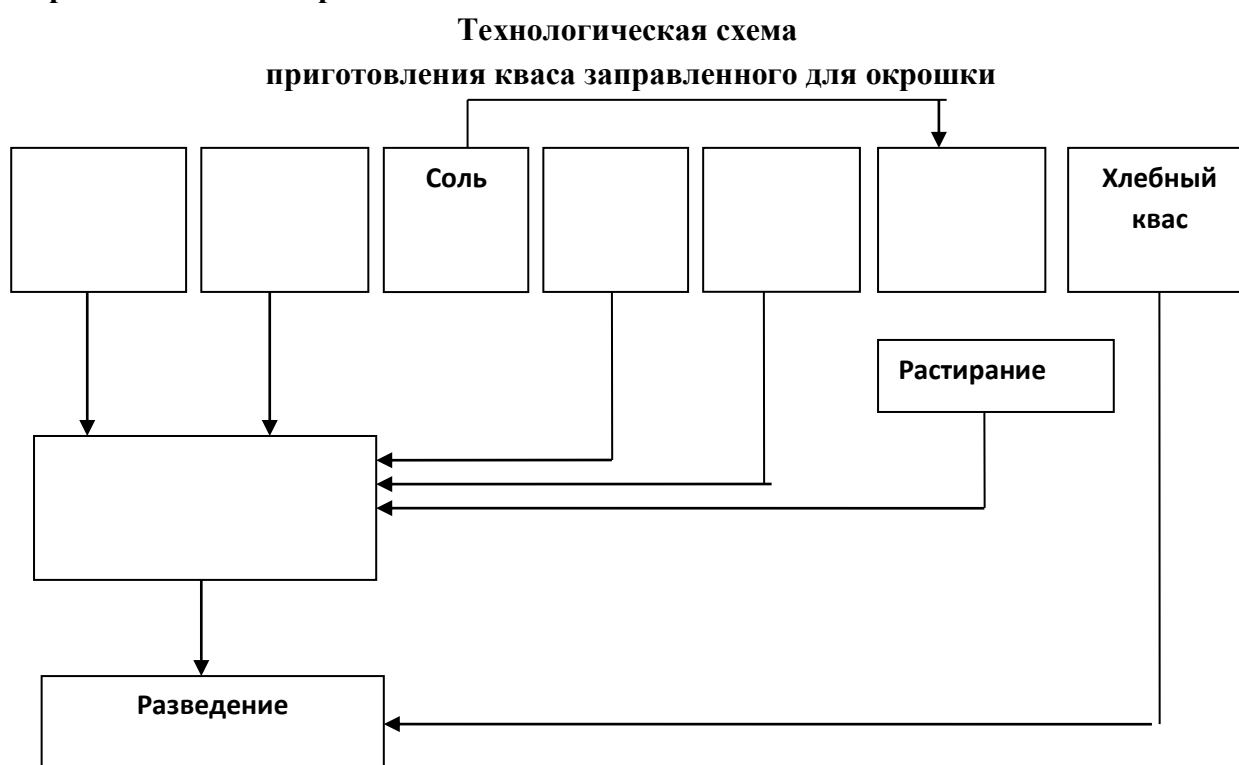 Технологическая схема
приготовления кваса заправленного для окрошки
Соль
Хлебный
квас
Растирание
Разведение